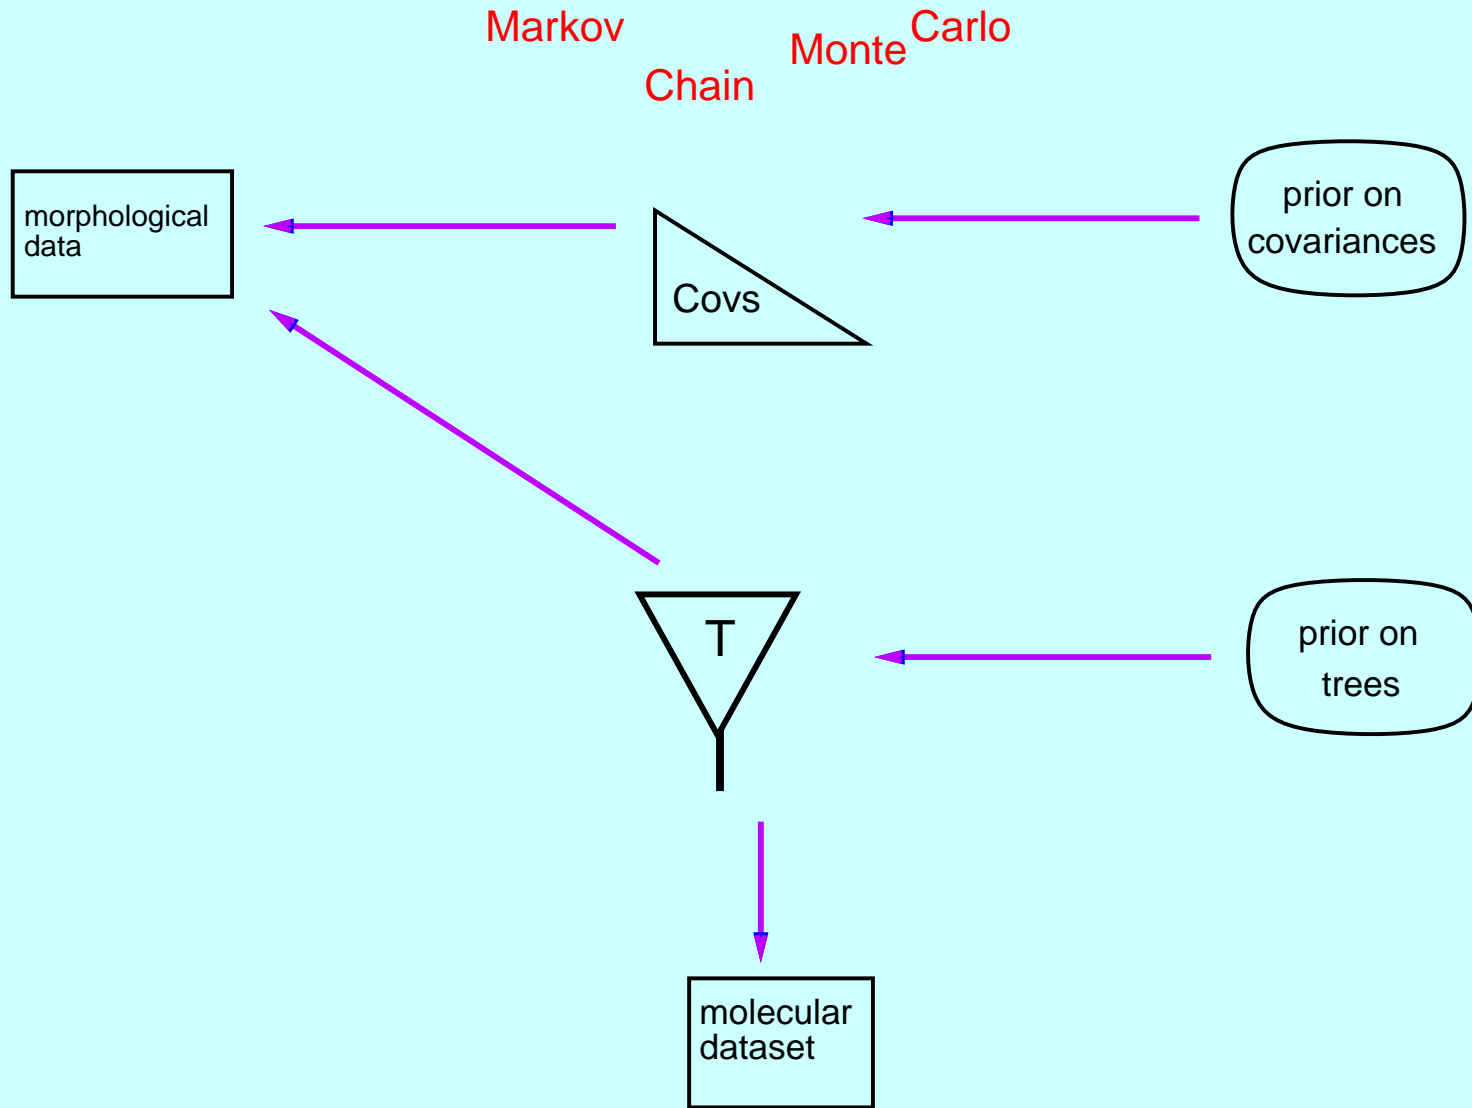 Markov
Chain
Monte
Carlo
morphological
data
Covs
prior on
covariances
T
prior on
trees
molecular
dataset